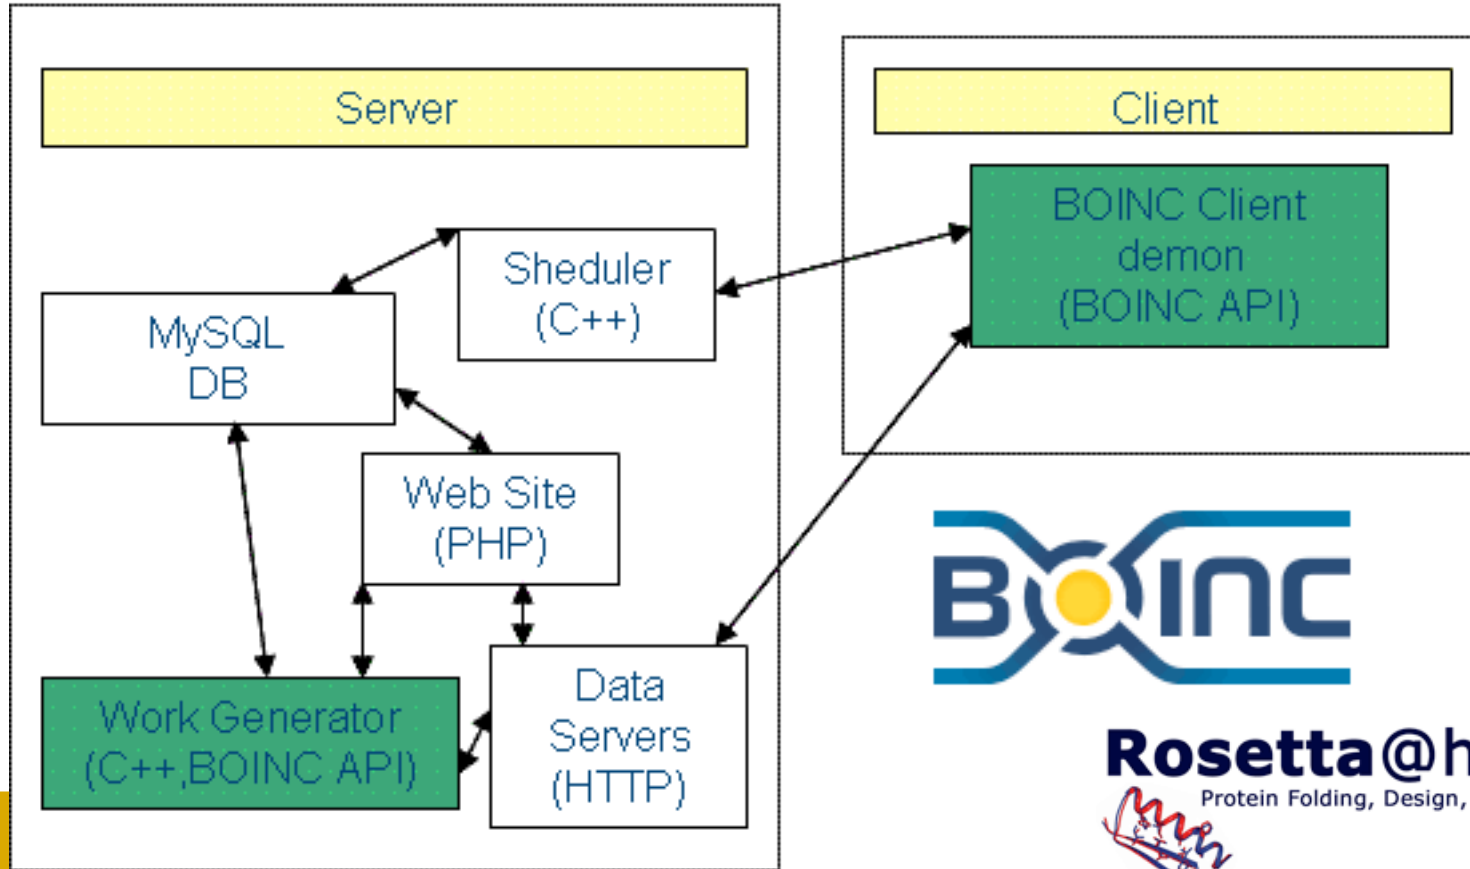 Server
Client
BOINC Client
demon
(BOINC API)
Sheduler
(C++)
MySQL
DB
Web Site
(PHP)
Data
Servers
(HTTP)
Work Generator
(C++,BOINC API)
BOINC
Rosetta@h
Protein Folding, Design,